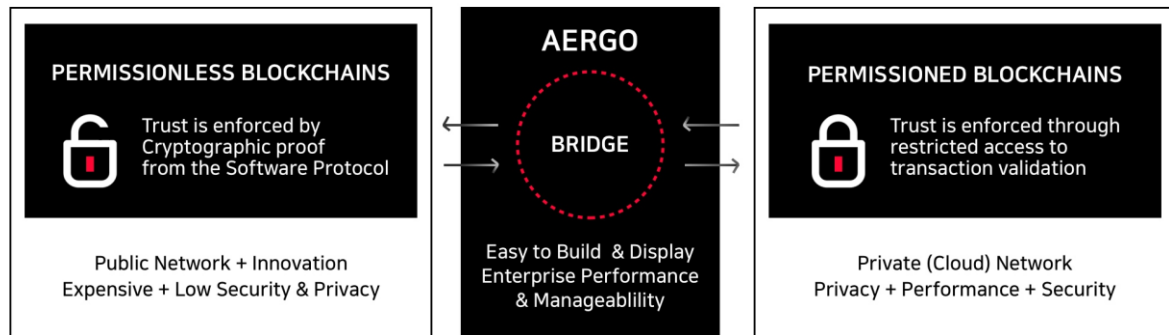 PERMISSIONLESS BLOCKCHAINS
Trust is enforced by
Cryptographic proof
from the Software Protocol
Public Network + Innovation
Expensive + Low Security & Privacy
AERGO
BRIDGE
Easy to Build & Display
Enterprise Performance
& Manageablility
PERMISSIONED BLOCKCHAINS
Trust is enforced through
restricted access to
transaction validation
Private (Cloud) Network
Privacy + Performance + Security